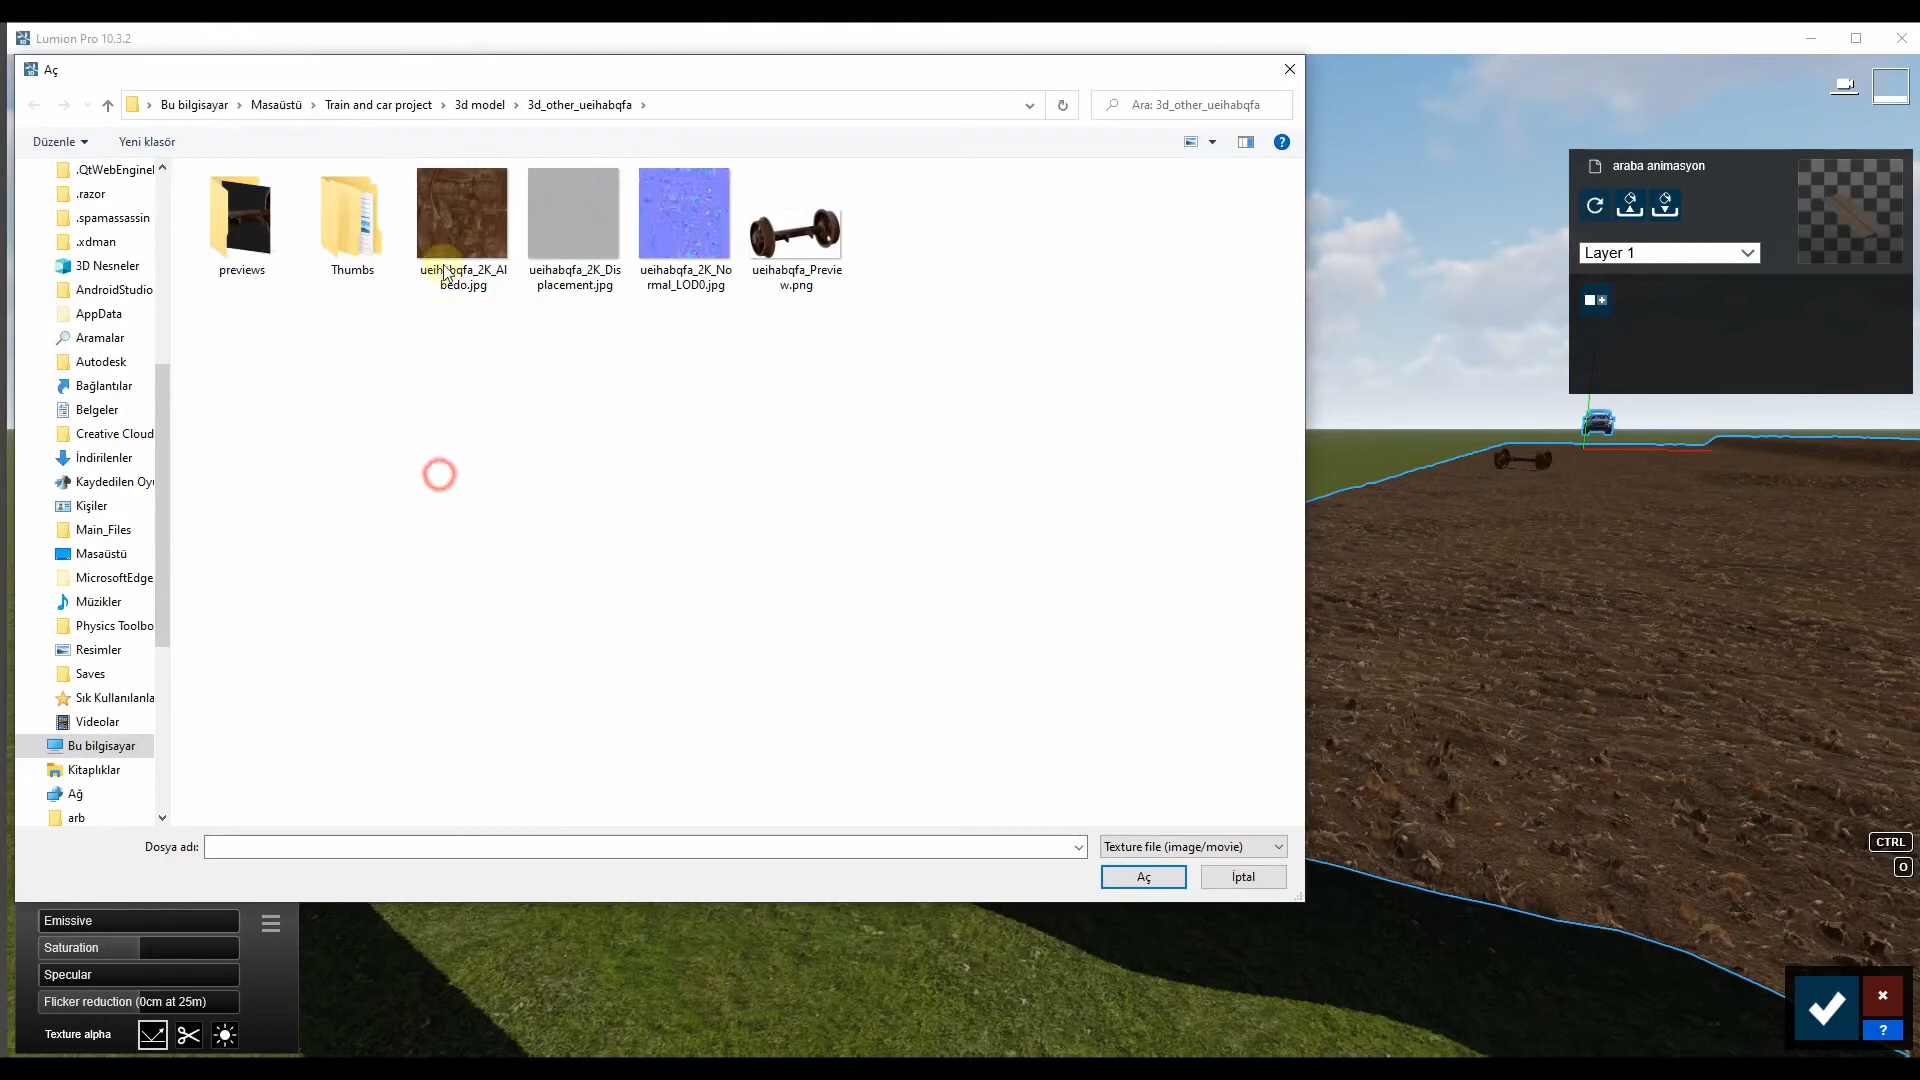 Lumion Pro 10.3.2
Aç
Bu bilgisayar
Masaüstü
Train and car project
3d model
3d_other_ueihabqfa
Ara: 3d_other_ueihabqfa
Düzenle
Yeni klasör
?
.QtWebEngineI
.razor
.spamassassin
.xdman
3D Nesneler
AndroidStudio
AppData
Aramalar
Autodesk
Bağlantılar
Belgeler
Creative Cloud
İndirilenler
Kaydedilen Oyu
Kişiler
Main_Files
Masaüstü
MicrosoftEdge
Müzikler
Physics Toolbo
Resimler
Saves
Sık Kullanılanla
Videolar
Bu bilgisayar
Kitaplıklar
Ağ
arb
previews
Thumbs
ueihabqfa_2K_Al
bedo.jpg
ueihabqfa_2K_Dis
placement.jpg
ueihabqfa_2K_No
rmal_LOD0.jpg
ueihabqfa_Previe
w.png
Dosya adı:
Texture file (image/movie)
Aç
İptal
araba animasyon
Layer 1
Emissive
Saturation
Specular
Flicker reduction (0cm at 25m)
Texture alpha
CTRL
O
?